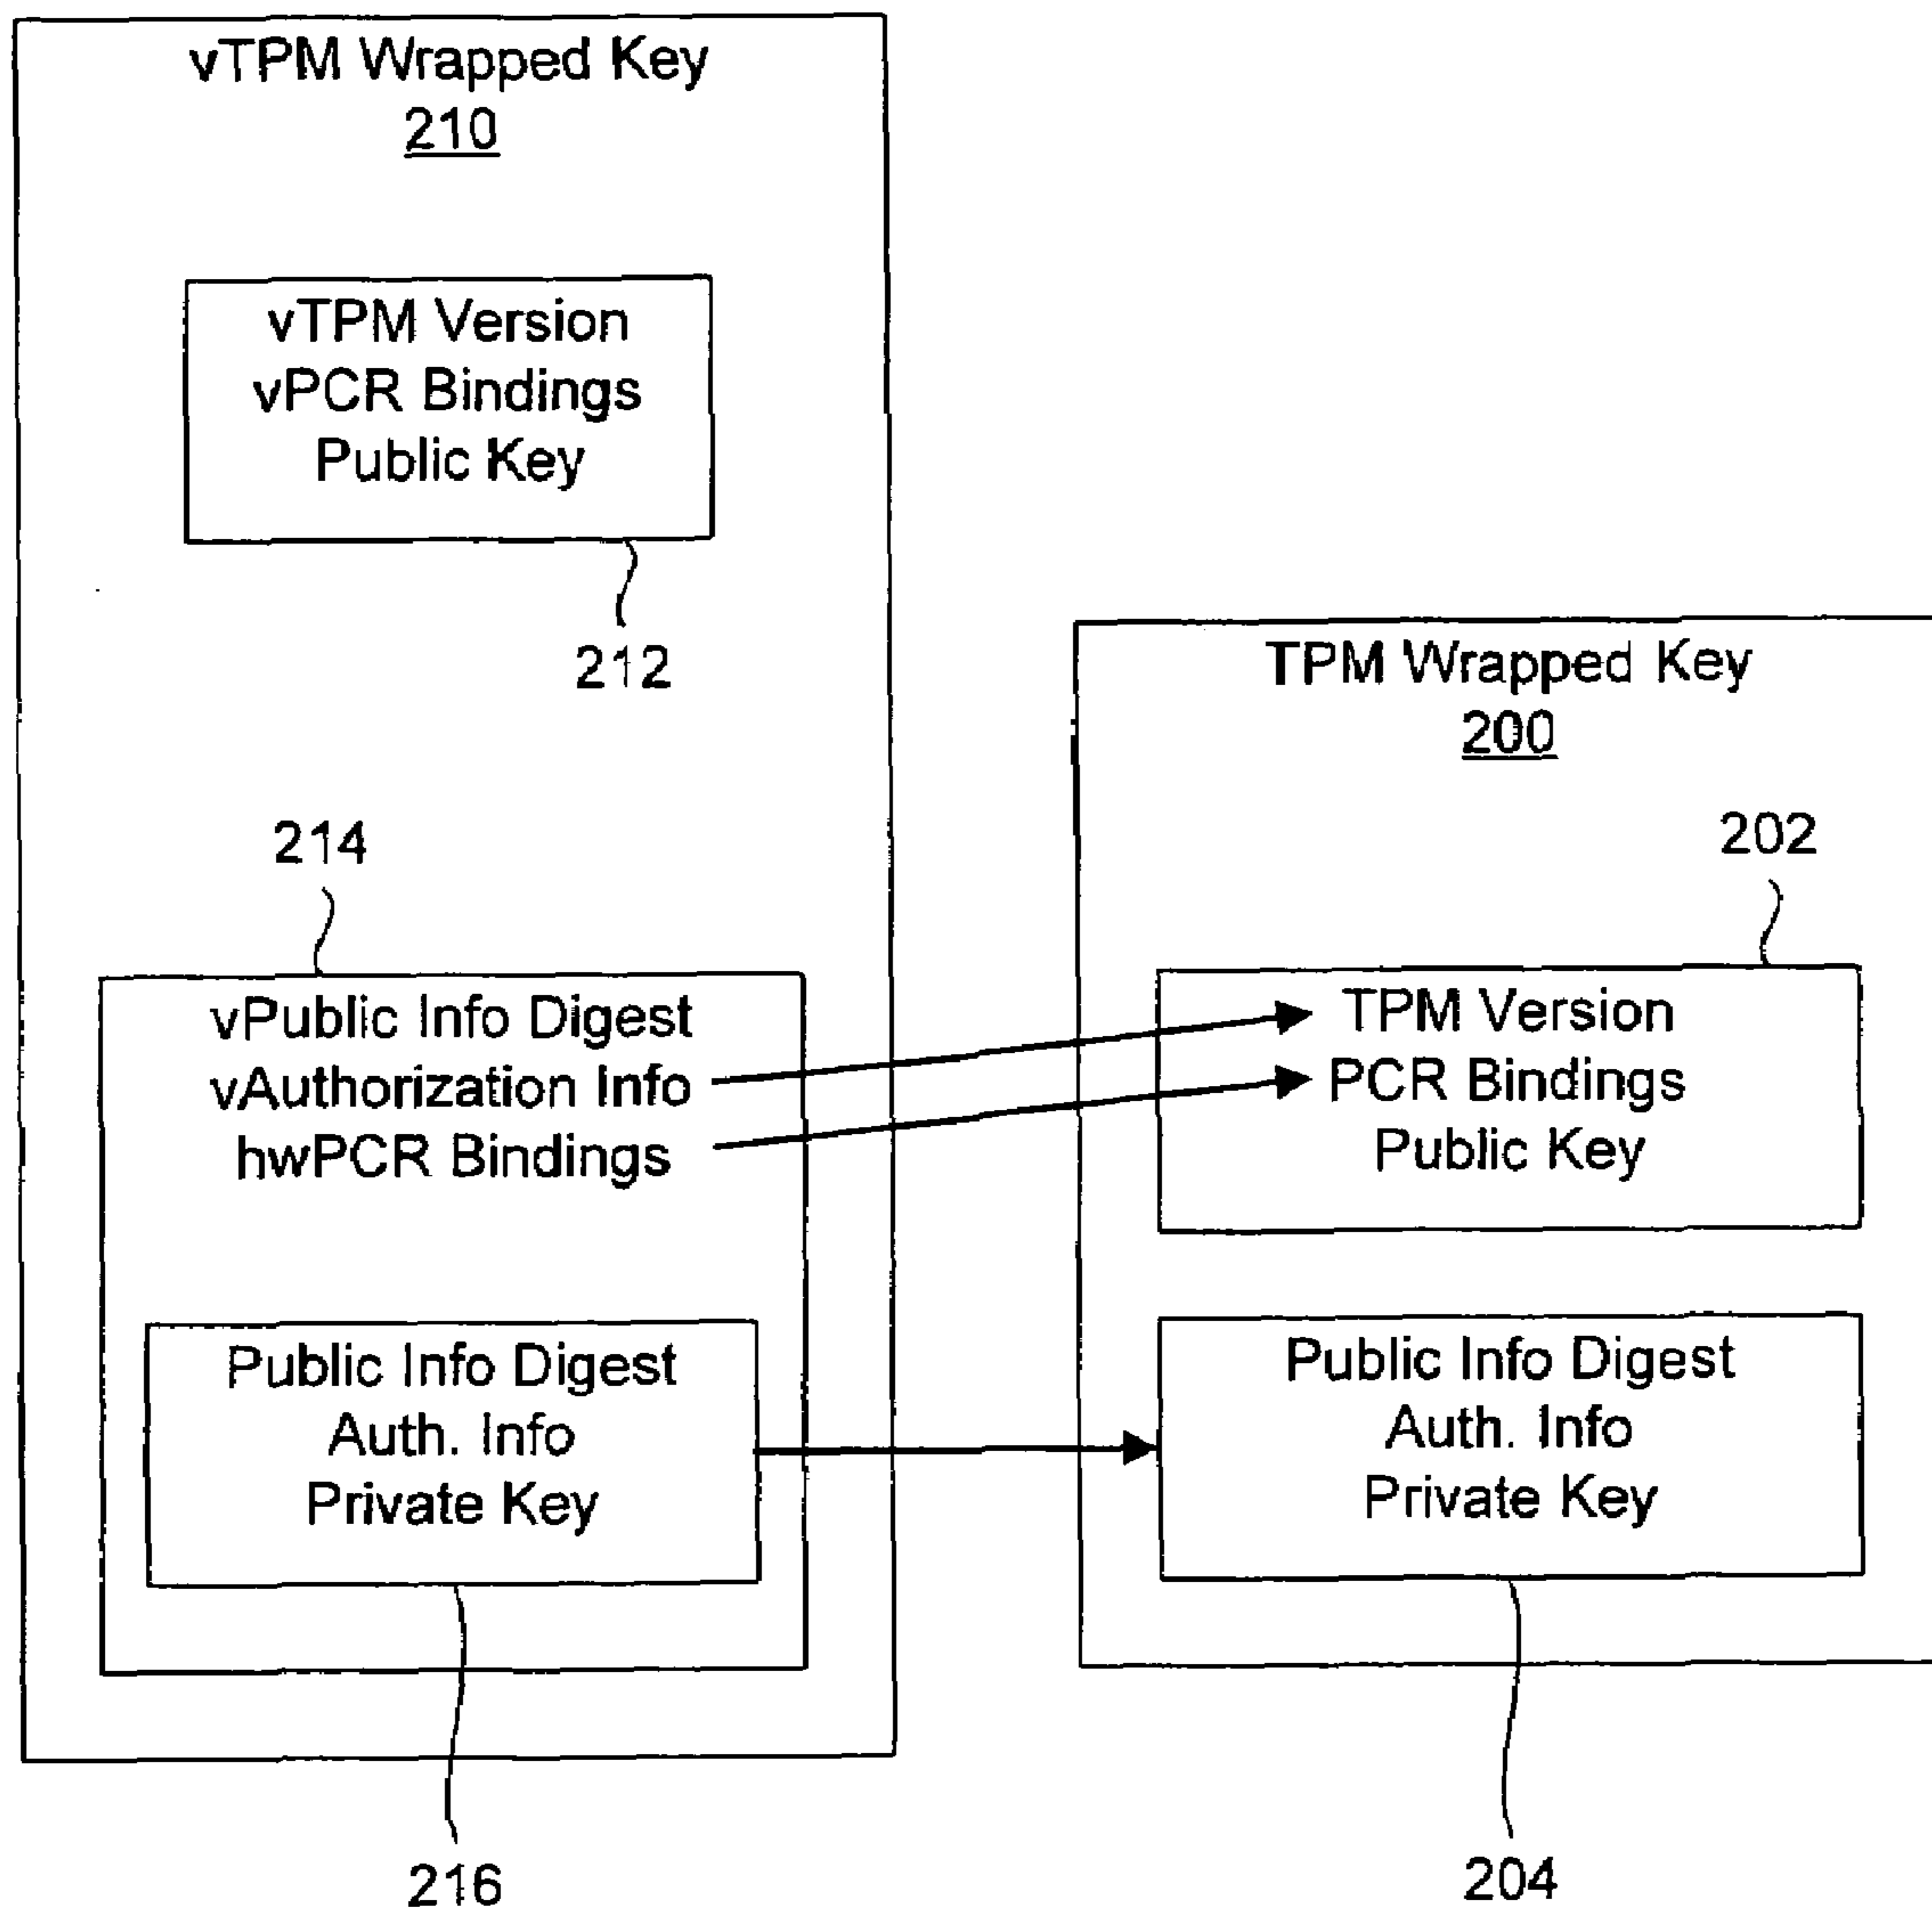 vTPM Wrapped Key
210
vTPM Version
vPCR Bindings
Public Key
212
214
vPublic Info Digest
vAuthorization Info
hwPCR Bindings
Public Info Digest
Auth. Info
Private Key
216
TPM Wrapped Key
200
202
TPM Version
PCR Bindings
Public Key
Public Info Digest
Auth. Info
Private Key
204